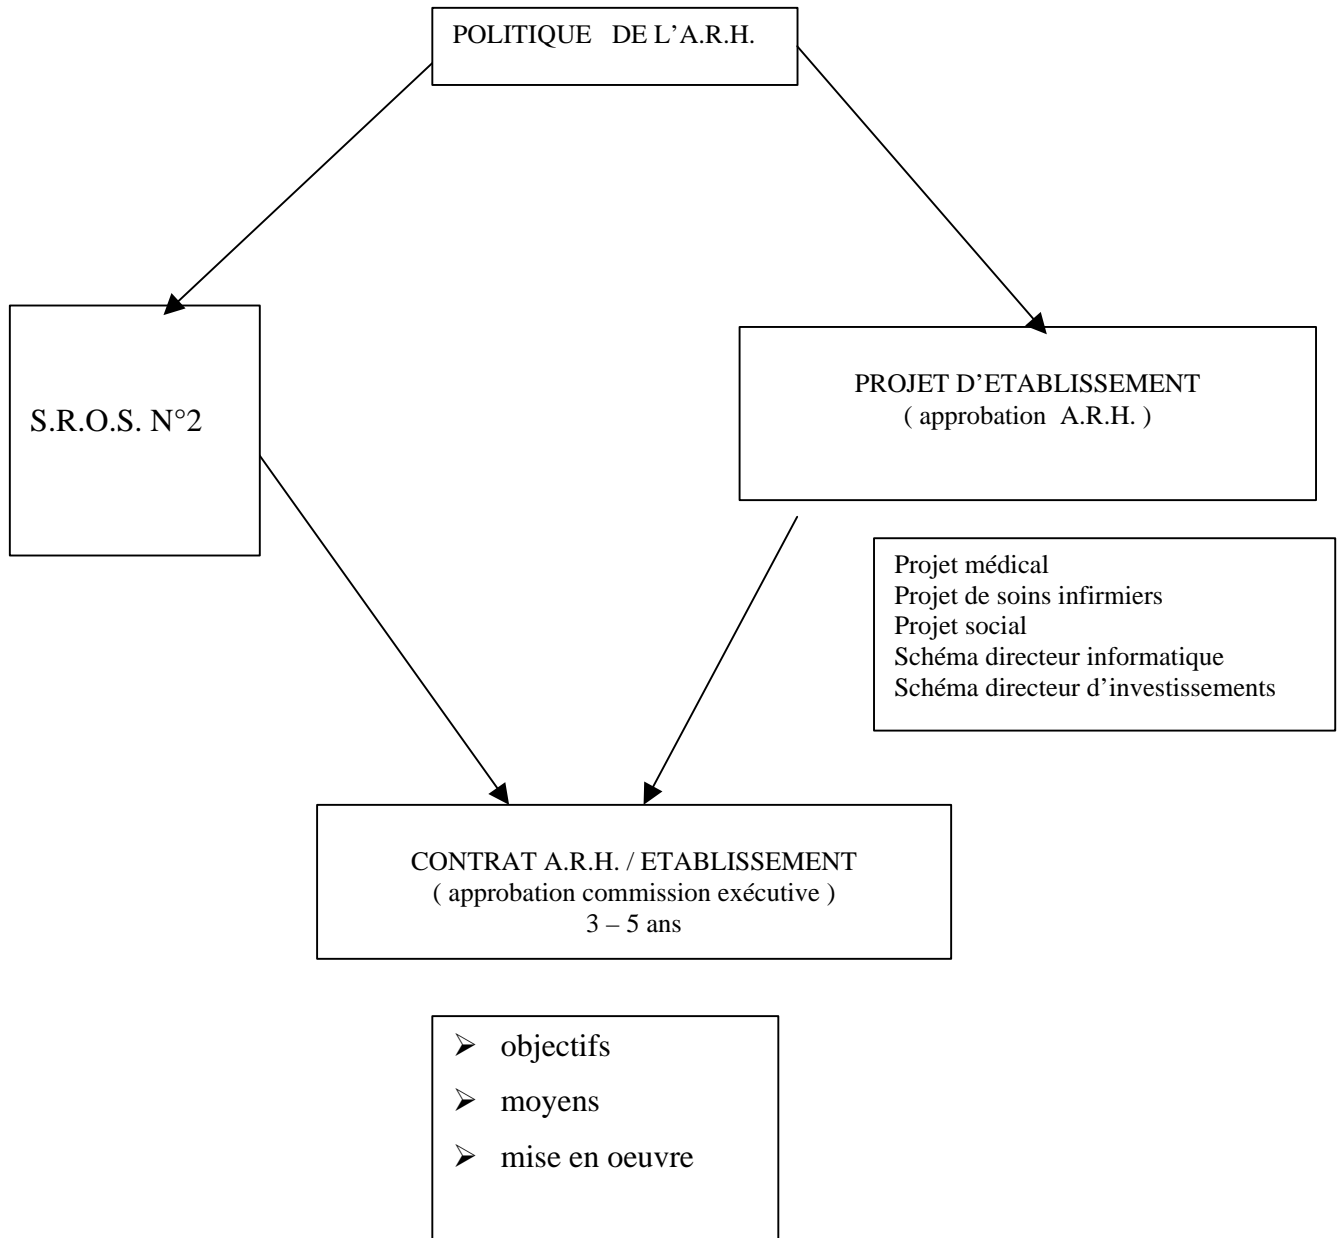 POLITIQUE DE L’A.R.H.
S.R.O.S. N°2
PROJET D’ETABLISSEMENT
( approbation A.R.H. )
Projet médical
Projet de soins infirmiers
Projet social
Schéma directeur informatique
Schéma directeur d’investissements
CONTRAT A.R.H. / ETABLISSEMENT
( approbation commission exécutive )
3 – 5 ans
➢ objectifs
➢ moyens
➢ mise en oeuvre